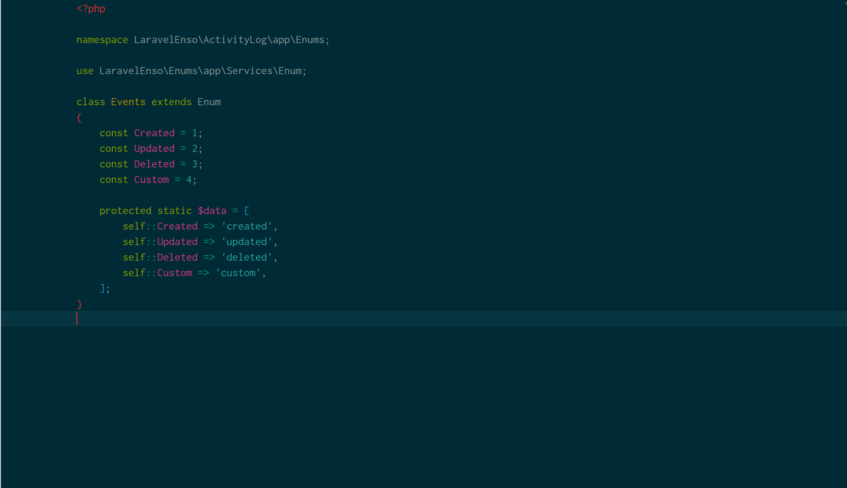 <?php
namespace LaravelEnso\ActivityLog\app\Enums;
use LaravelEnso\Enums\app\Services\Enum;
class Events extends Enum
{
    const Created = 1;
    const Updated = 2;
    const Deleted = 3;
    const Custom = 4;
    protected static $data = [
        self::Created => 'created',
        self::Updated => 'updated',
        self::Deleted => 'deleted',
        self::Custom => 'custom',
    ];
}